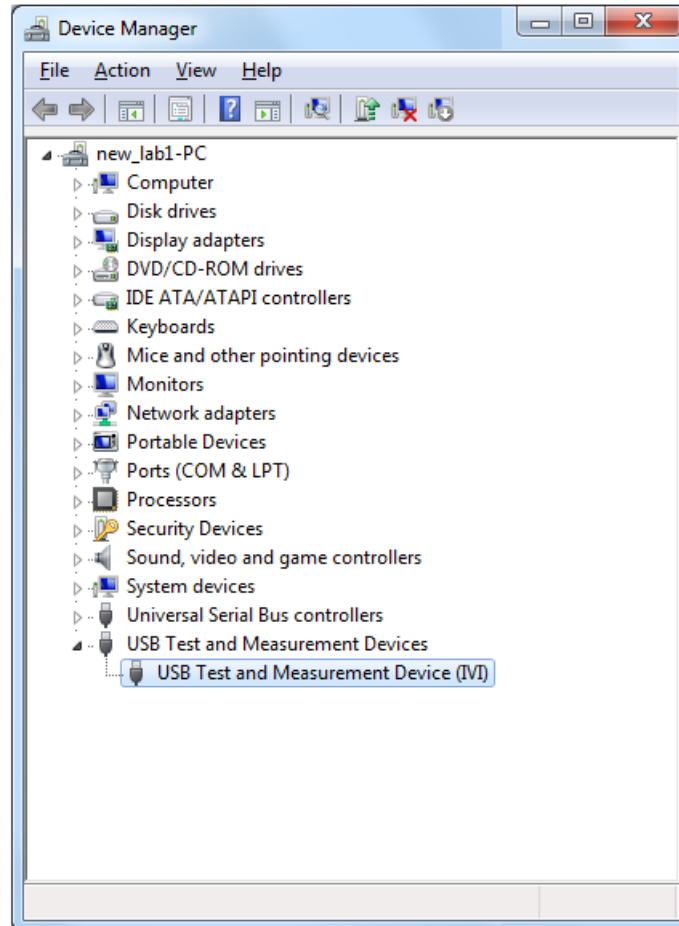 Device Manager
File Action View Help
new_lab1-PC
Computer
Disk drives
Display adapters
DVD/CD-ROM drives
IDE ATA/ATAPI controllers
Keyboards
Mice and other pointing devices
Monitors
Network adapters
Portable Devices
Ports (COM & LPT)
Processors
Security Devices
Sound, video and game controllers
System devices
Universal Serial Bus controllers
USB Test and Measurement Devices
USB Test and Measurement Device (IVI)